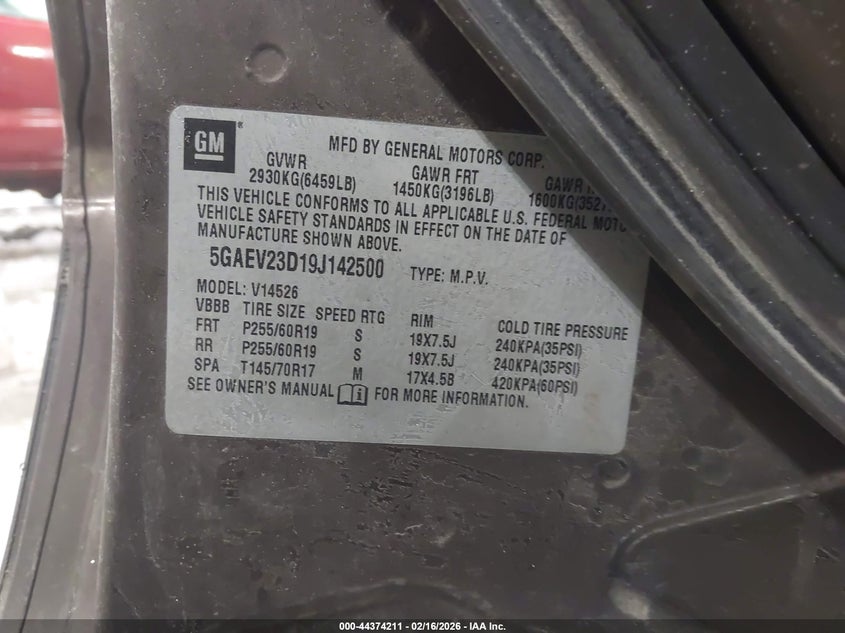 GM
MFD BY GENERAL MOTORS CORP.
GVWR GAWR FRT GAWR
2930KG(6459LB) 1450KG(3196LB) 1600KG(3527
THIS VEHICLE CONFORMS TO ALL APPLICABLE U.S. FEDERAL MOTO
VEHICLE SAFETY STANDARDS IN EFFECT ON THE DATE OF
MANUFACTURE SHOWN ABOVE.
5GAEV23D19J142500 TYPE: M.P.V.
MODEL: V14526
VBBB TIRE SIZE SPEED RTG RIM COLD TIRE PRESSURE
FRT P255/60R19 S 19X7.5J 240KPA(35PSI)
RR P255/60R19 S 19X7.5J 240KPA(35PSI)
SPA T145/70R17 M 17X4.5B 420KPA(60PSI)
SEE OWNER'S MANUAL FOR MORE INFORMATION.
000-44374211 - 02/16/2026 - IAA Inc.